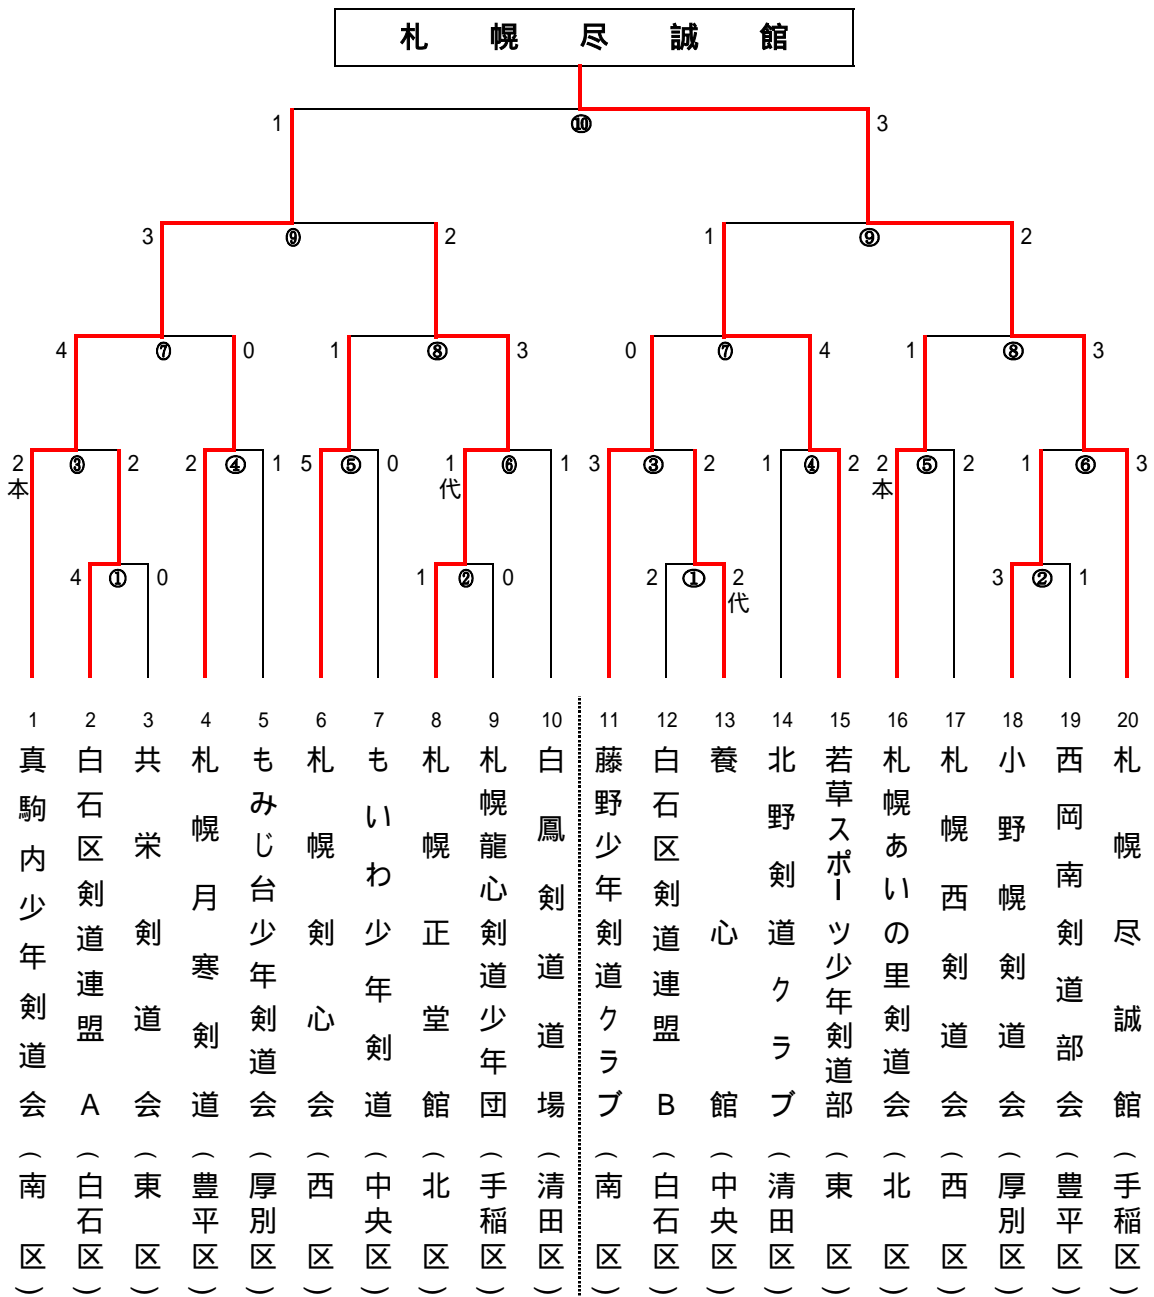 札幌尽誠館
1 ⑩ 3
3 ⑨ 2 1 ⑨ 2
4 ⑦ 0 1 ⑧ 3 0 ⑦ 4 1 ⑧ 3
2 ③ 2 2 ④ 1 5 ⑤ 0 1 ⑥ 1 3 ③ 2 1 ④ 2 2 ⑤ 2 1 ⑥ 3
本 代 本
4 ① 0 1 ② 0 2 ① 2 3 ② 1
代
1 真駒内少年剣道会(南区)
2 白石区剣道連盟A(白石区)
3 共栄剣道会(東区)
4 札幌月寒剣道(豊平区)
5 もみじ台少年剣道会(厚別区)
6 札幌剣心会(西区)
7 もいわ少年剣道(中央区)
8 札幌正堂館(北区)
9 札幌龍心剣道少年団(手稲区)
10 白鳳剣道場(清田区)
11 藤野少年剣道クラブ(南区)
12 白石区剣道連盟B(白石区)
13 養心館(中央区)
14 北野剣道クラブ(清田区)
15 若草スポーツ少年剣道部(東区)
16 札幌あいの里剣道会(北区)
17 札幌西剣道会(西区)
18 小野幌剣道会(厚別区)
19 西岡南剣道部会(豊平区)
20 札幌尽誠館(手稲区)